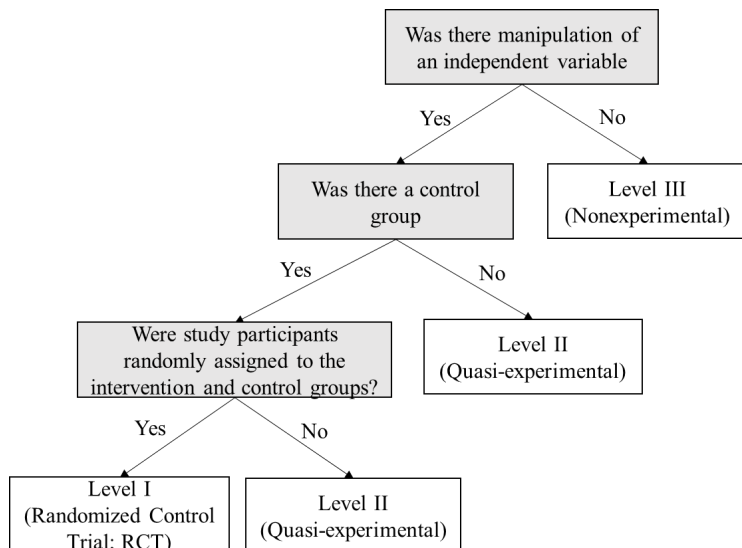 Was there manipulation of
an independent variable
Yes
No
Was there a control
group
Level III
(Nonexperimental)
Yes
No
Were study participants
randomly assigned to the
intervention and control groups?
Level II
(Quasi-experimental)
Yes
No
Level I
(Randomized Control
Trial; RCT)
Level II
(Quasi-experimental)